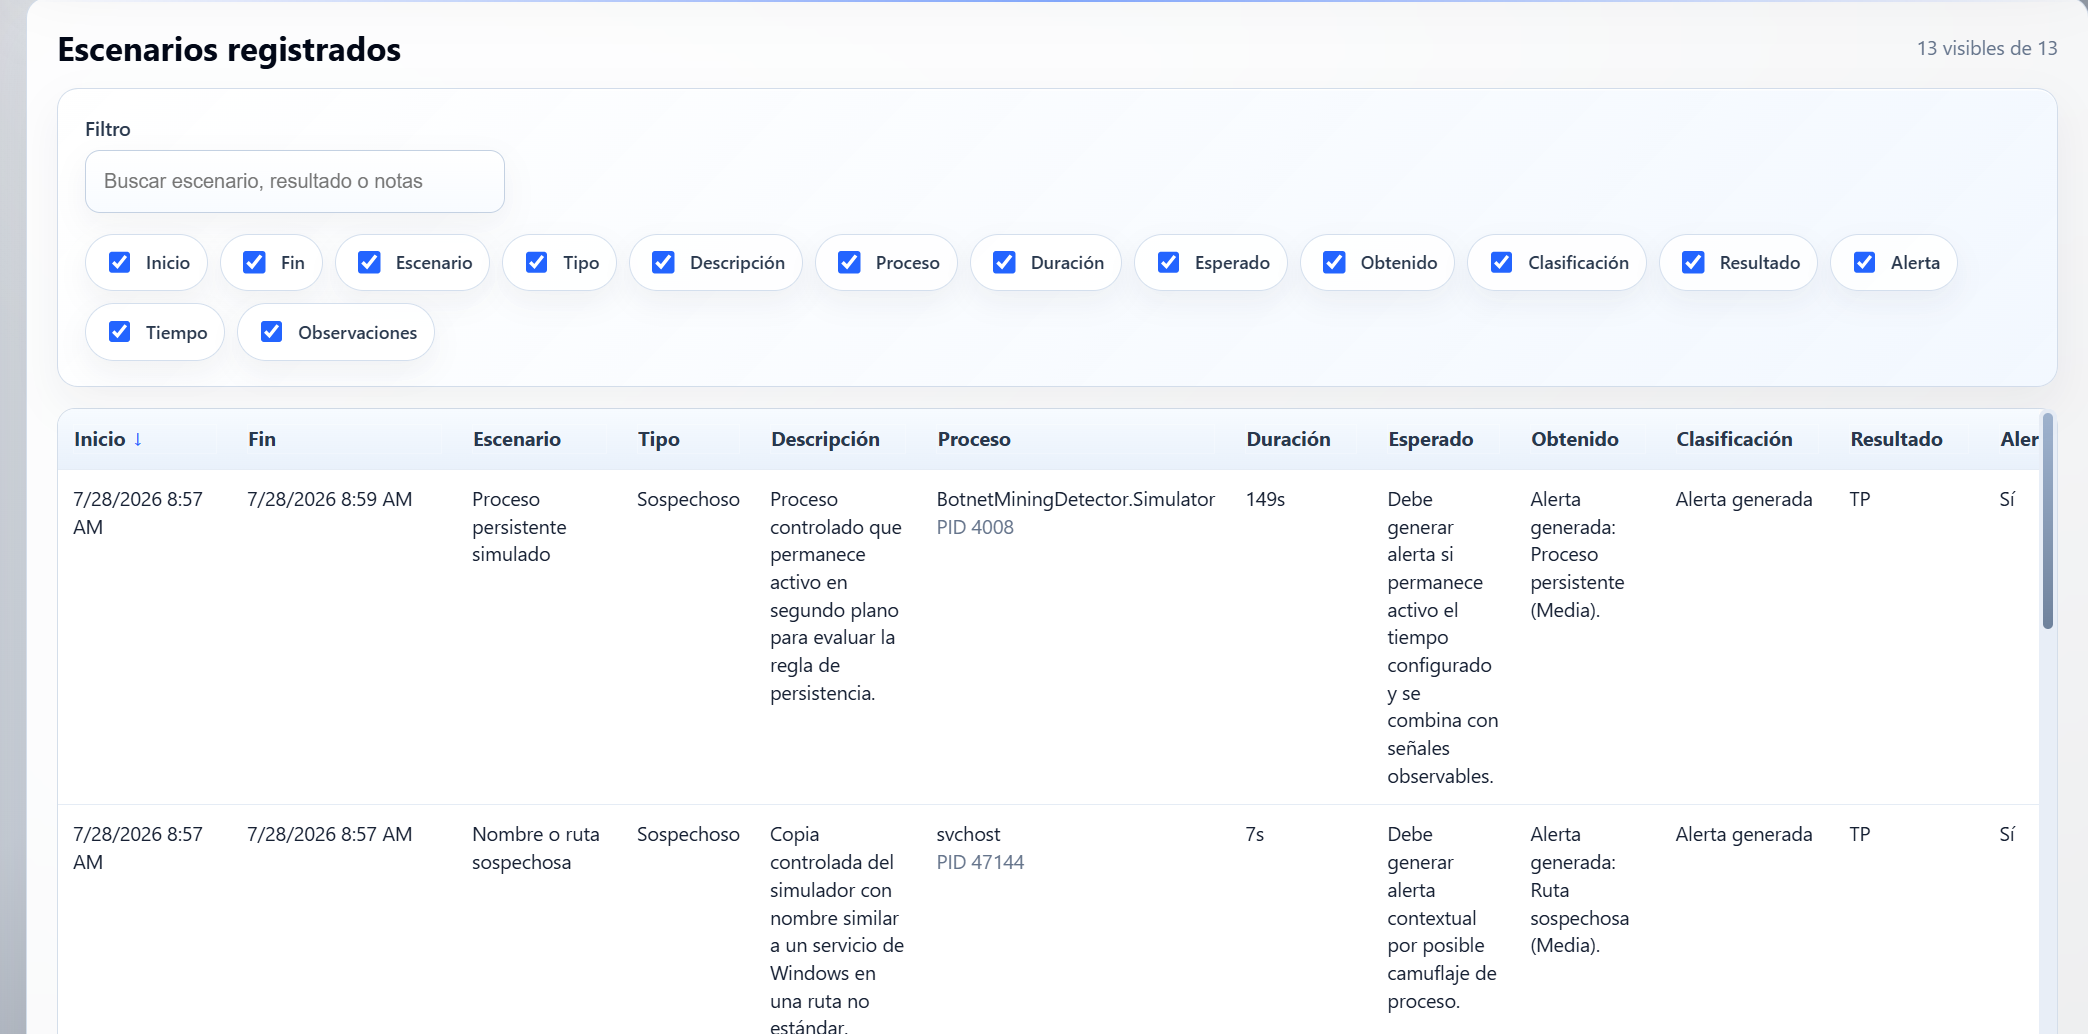 Escenarios registrados
13 visibles de 13
Filtro
Buscar escenario, resultado o notas
Inicio Fin Escenario Tipo Descripción Proceso Duración Esperado Obtenido Clasificación Resultado Alerta
Tiempo Observaciones
Inicio ↓ Fin Escenario Tipo Descripción Proceso Duración Esperado Obtenido Clasificación Resultado Aler
7/28/2026 8:57
AM
7/28/2026 8:59 AM
Proceso
persistente
simulado
Sospechoso
Proceso
controlado que
permanece
activo en
segundo plano
para evaluar la
regla de
persistencia.
BotnetMiningDetector.Simulator
PID 4008
149s
Debe
generar
alerta si
permanece
activo el
tiempo
configurado
y se
combina con
señales
observables.
Alerta
generada:
Proceso
persistente
(Media).
Alerta generada
TP
Sí
7/28/2026 8:57
AM
7/28/2026 8:57 AM
Nombre o ruta
sospechosa
Sospechoso
Copia
controlada del
simulador con
nombre similar
a un servicio de
Windows en
una ruta no
estándar.
svchost
PID 47144
7s
Debe
generar
alerta
contextual
por posible
camuflaje de
proceso.
Alerta
generada:
Ruta
sospechosa
(Media).
Alerta generada
TP
Sí